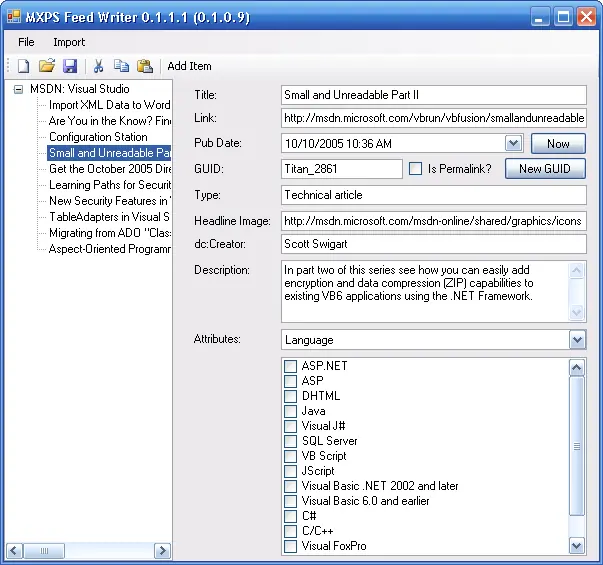 MXPS Feed Writer 0.1.1.1 (0.1.0.9)
File Import
Add Item
MSDN: Visual Studio
Import XML Data to Word
Are You in the Know? Find
Configuration Station
Small and Unreadable Par
Get the October 2005 Dire
Learning Paths for Securit
New Security Features in
TableAdapters in Visual S
Migrating from ADO "Class
Aspect-Oriented Programm
Title: Small and Unreadable Part II
Link: http://msdn.microsoft.com/vbrun/vbfusion/smallandunreadable
Pub Date: 10/10/2005 10:36 AM Now
GUID: Titan_2861 Is Permalink? New GUID
Type: Technical article
Headline Image: http://msdn.microsoft.com/msdn-online/shared/graphics/icons
dc:Creator: Scott Swigart
Description: In part two of this series see how you can easily add
encryption and data compression (ZIP) capabilities to
existing VB6 applications using the .NET Framework.
Attributes: Language
ASP.NET
ASP
DHTML
Java
Visual J#
SQL Server
VB Script
JScript
Visual Basic .NET 2002 and later
Visual Basic 6.0 and earlier
C#
C/C++
Visual FoxPro